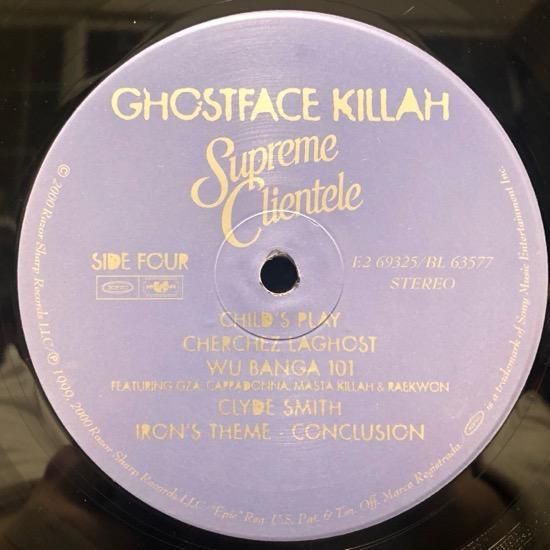 GHOSTFACE KILLAH
Supreme
Clientele
SIDE FOUR
E2 69325/BL 63577
STEREO
CHILD'S PLAY
CHERCHEZ LAGHOST
WU BANGA 101
FEATURING GZA, CAPPADONNA, MASTA KILLAH & RAEKWON
CLYDE SMITH
IRON'S THEME - CONCLUSION
© 2000 Razor Sharp Records LLC/℗ 1999, 2000 Razor Sharp Records LLC/"Epic" Reg. U.S. Pat. & Tm. Off. Marca Registrada./
is a trademark of Sony Music Entertainment Inc.